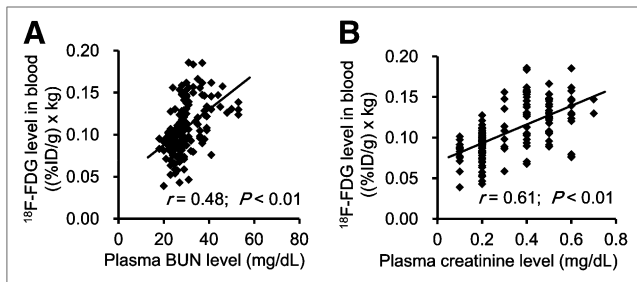 A
¹⁸F-FDG level in blood
((%ID/g) x kg)
0.20
0.15
0.10
0.05
0.00
r = 0.48; P < 0.01
0 20 40 60 80
Plasma BUN level (mg/dL)
B
¹⁸F-FDG level in blood
((%ID/g) x kg)
0.20
0.15
0.10
0.05
0.00
r = 0.61; P < 0.01
0.0 0.2 0.4 0.6 0.8
Plasma creatinine level (mg/dL)